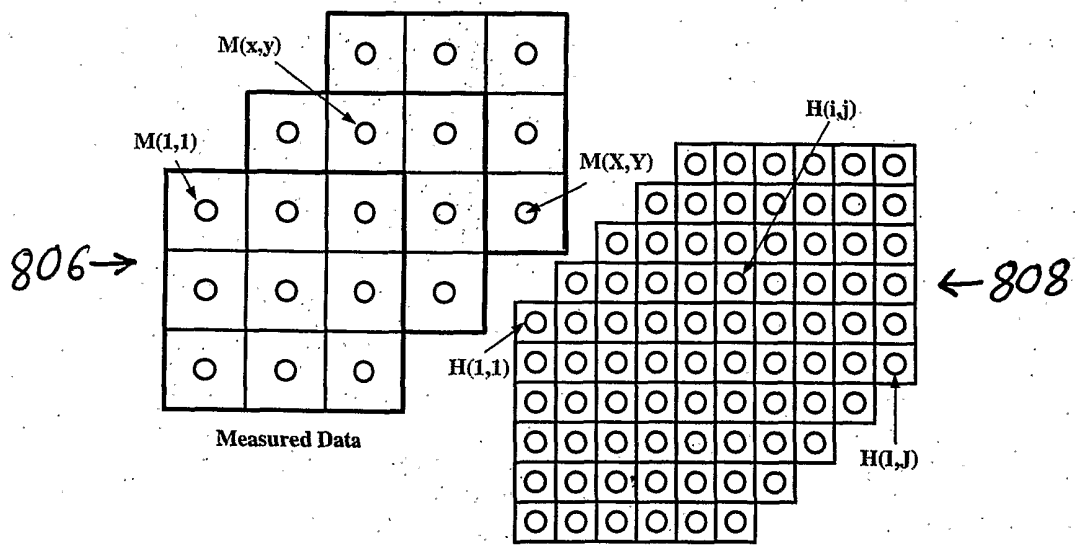 M(x,y)
M(1,1)
M(X,Y)
H(i,j)
806
808
H(1,1)
Measured Data
H(I,J)